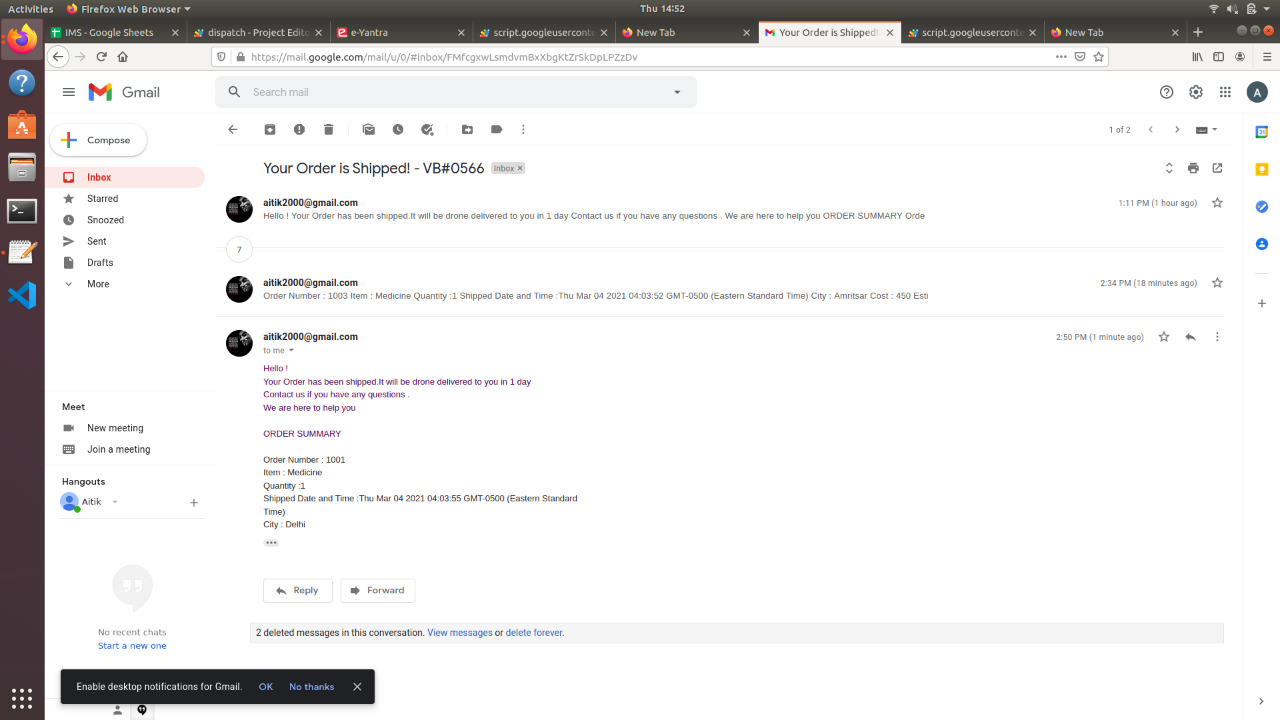 Activities Firefox Web Browser Thu 14:52
IMS - Google Sheets dispatch - Project Edito e-Yantra script.googleuserconte New Tab Your Order is Shipped! script.googleuserconte New Tab
https://mail.google.com/mail/u/0/#inbox/FMfcgxwLsmdvmBxXbgKtZrSkDpLPZzDv
Gmail Search mail A
Compose 1 of 2
Your Order is Shipped! - VB#0566 Inbox
Inbox
Starred
Snoozed
Sent
Drafts
More
aitik2000@gmail.com 1:11 PM (1 hour ago)
Hello ! Your Order has been shipped.It will be drone delivered to you in 1 day Contact us if you have any questions . We are here to help you ORDER SUMMARY Orde
7
aitik2000@gmail.com 2:34 PM (18 minutes ago)
Order Number : 1003 Item : Medicine Quantity :1 Shipped Date and Time :Thu Mar 04 2021 04:03:52 GMT-0500 (Eastern Standard Time) City : Amritsar Cost : 450 Esti
aitik2000@gmail.com 2:50 PM (1 minute ago)
to me
Hello !
Your Order has been shipped.It will be drone delivered to you in 1 day
Contact us if you have any questions .
We are here to help you
ORDER SUMMARY
Order Number : 1001
Item : Medicine
Quantity :1
Shipped Date and Time :Thu Mar 04 2021 04:03:55 GMT-0500 (Eastern Standard
Time)
City : Delhi
Reply Forward
2 deleted messages in this conversation. View messages or delete forever.
Meet
New meeting
Join a meeting
Hangouts
Aitik
No recent chats
Start a new one
Enable desktop notifications for Gmail. OK No thanks